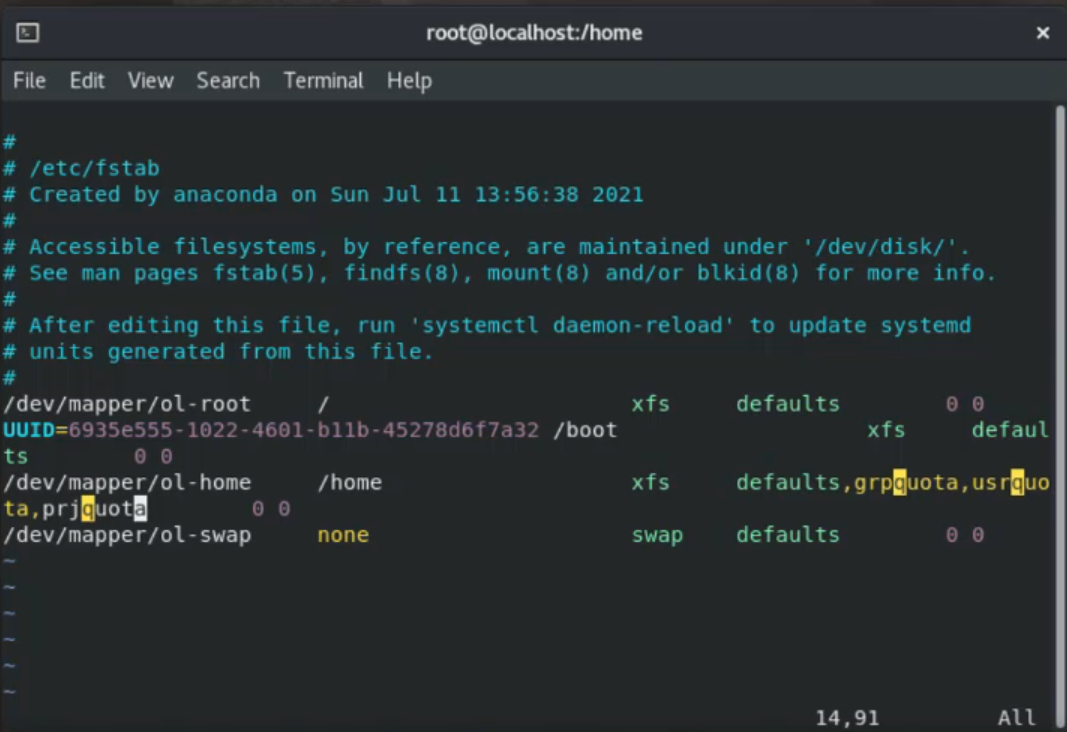 root@localhost:/home
File Edit View Search Terminal Help
#
# /etc/fstab
# Created by anaconda on Sun Jul 11 13:56:38 2021
#
# Accessible filesystems, by reference, are maintained under '/dev/disk/'.
# See man pages fstab(5), findfs(8), mount(8) and/or blkid(8) for more info.
#
# After editing this file, run 'systemctl daemon-reload' to update systemd
# units generated from this file.
#
/dev/mapper/ol-root / xfs defaults 0 0
UUID=6935e555-1022-4601-b11b-45278d6f7a32 /boot xfs defaul
ts 0 0
/dev/mapper/ol-home /home xfs defaults,grpquota,usrquo
ta,prjquota 0 0
/dev/mapper/ol-swap none swap defaults 0 0
~
~
~
~
~
~
14,91 All